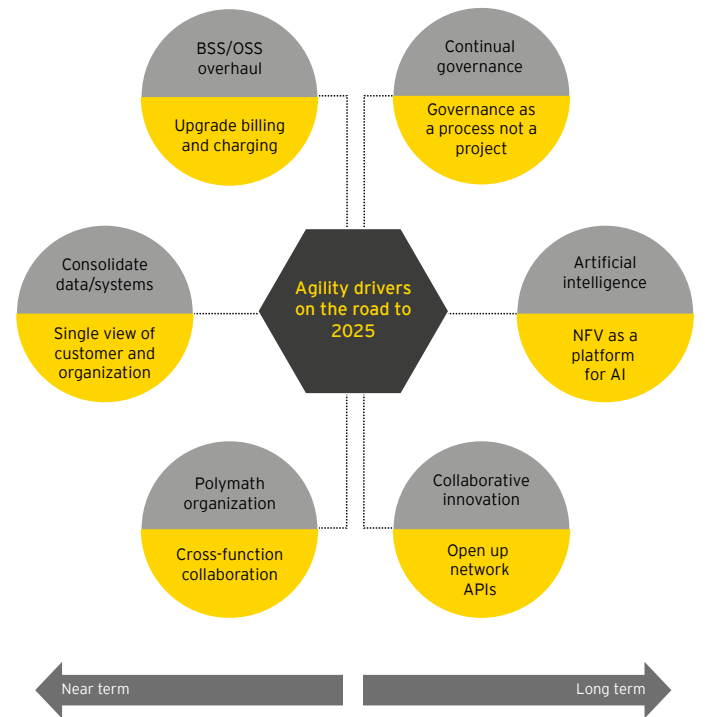 BSS/OSS
overhaul
Upgrade billing
and charging
Continual
governance
Governance as
a process not a
project
Consolidate
data/systems
Single view of
customer and
organization
Agility drivers
on the road to
2025
Artificial
intelligence
NFV as a
platform
for AI
Polymath
organization
Cross-function
collaboration
Collaborative
innovation
Open up
network
APIs
Near term
Long term